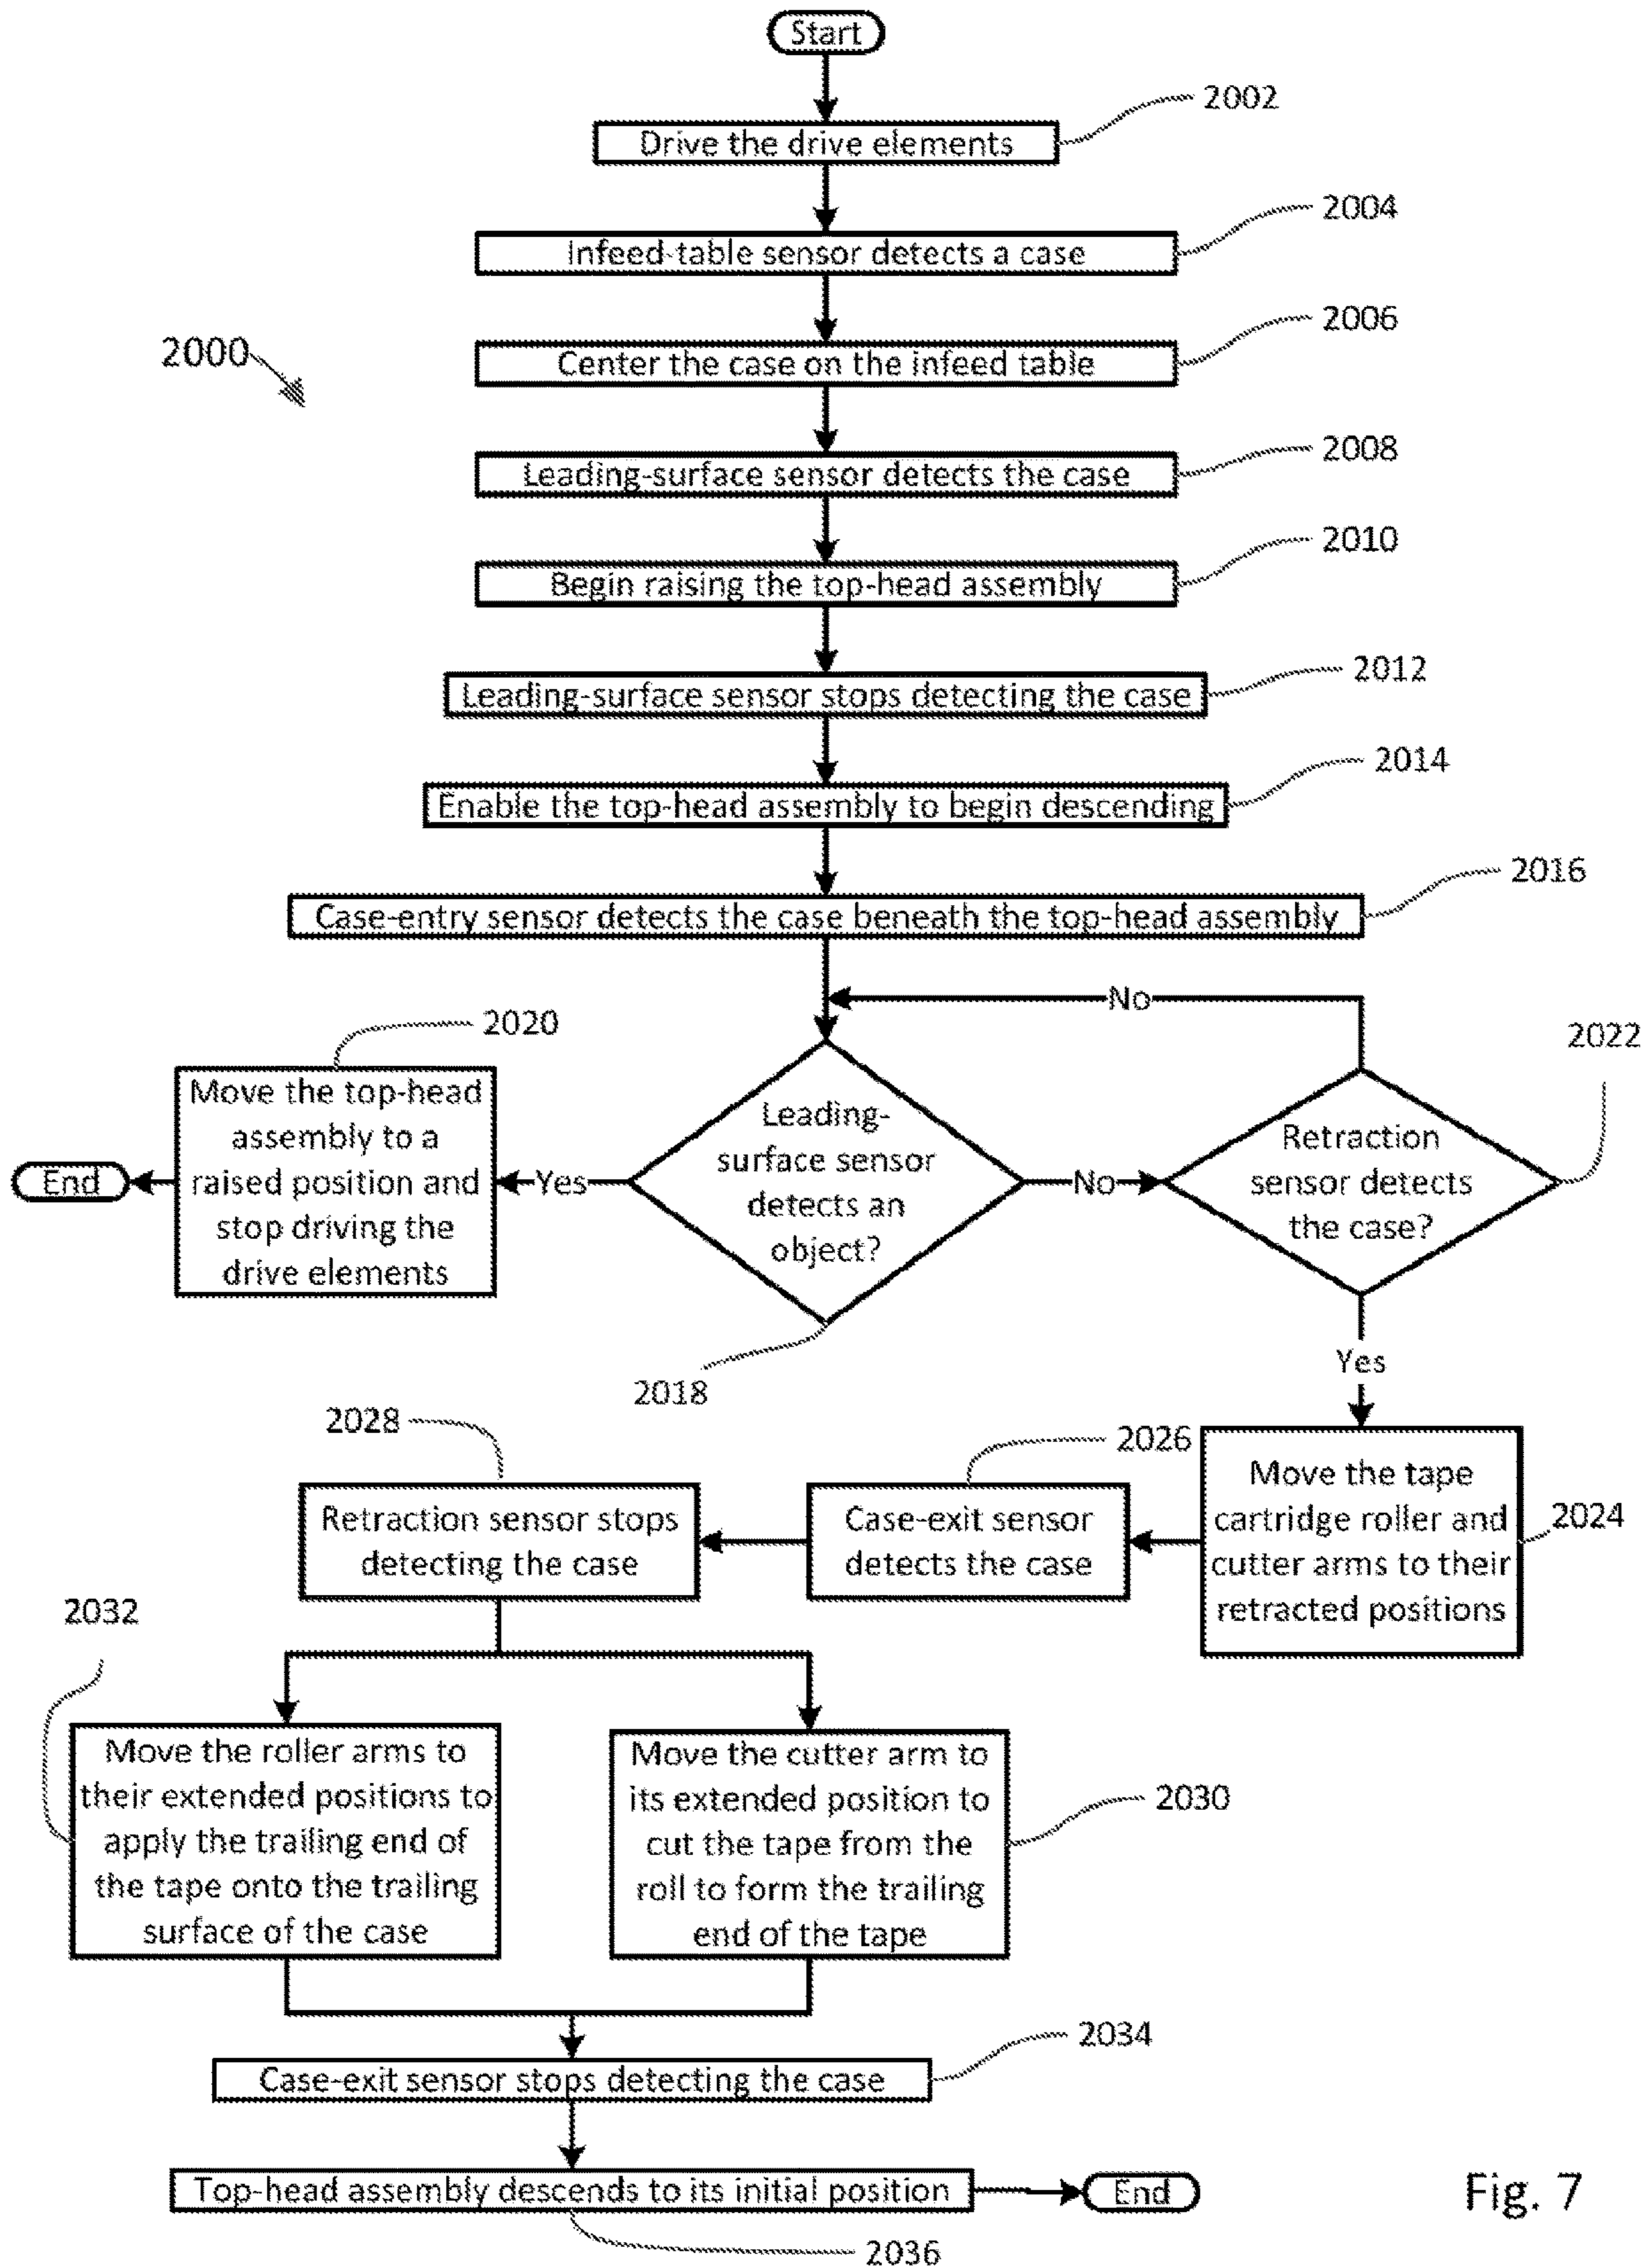 Start
2002
Drive the drive elements
2004
Infeed-table sensor detects a case
2006
2000
Center the case on the infeed table
2008
Leading-surface sensor detects the case
2010
Begin raising the top-head assembly
2012
Leading-surface sensor stops detecting the case
2014
Enable the top-head assembly to begin descending
2016
Case-entry sensor detects the case beneath the top-head assembly
No
2020
2022
Move the top-head
assembly to a
raised position and
stop driving the
drive elements
End
Yes
Leading-
surface sensor
detects an
object?
No
Retraction
sensor detects
the case?
2018
Yes
2028
2026
Retraction sensor stops
detecting the case
Case-exit sensor
detects the case
Move the tape
cartridge roller and
cutter arms to their
retracted positions
2024
2032
Move the roller arms to
their extended positions to
apply the trailing end of
the tape onto the trailing
surface of the case
Move the cutter arm to
its extended position to
cut the tape from the
roll to form the trailing
end of the tape
2030
2034
Case-exit sensor stops detecting the case
Top-head assembly descends to its initial position
End
Fig. 7
2036